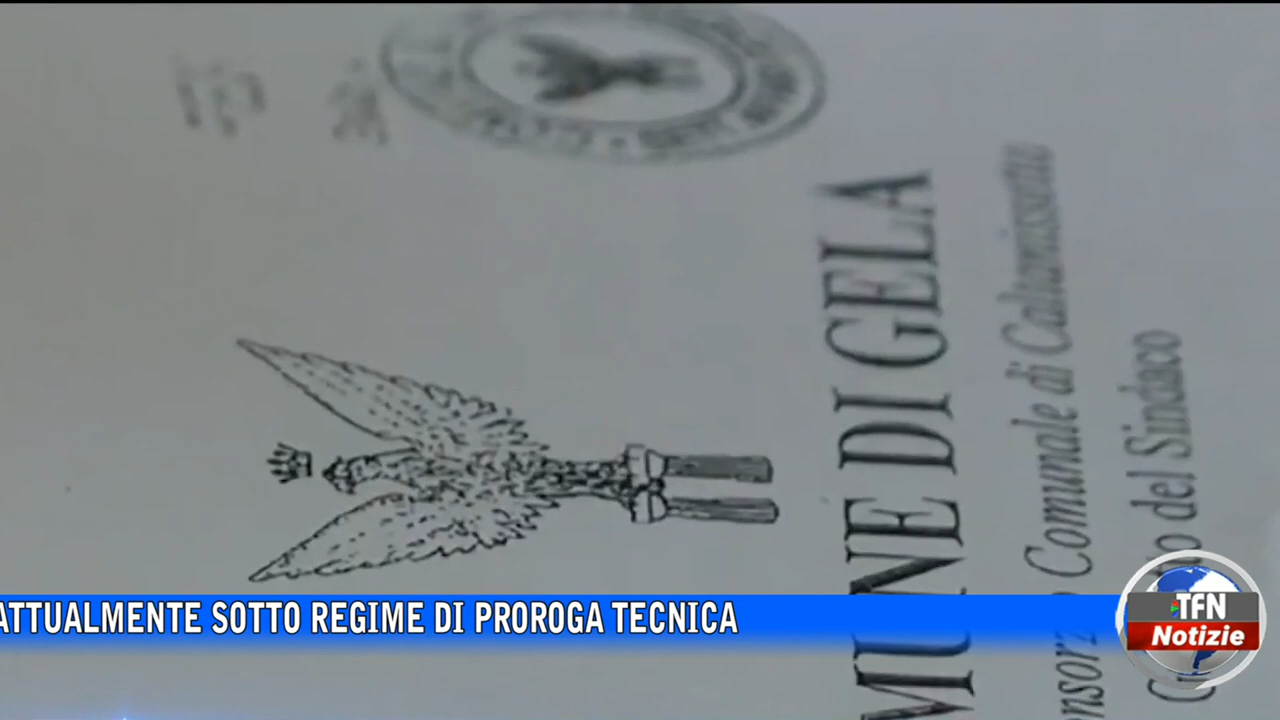 MUNE DI GELA
Comunale di Caltanissetta
del Sindaco
ATTUALMENTE SOTTO REGIME DI PROROGA TECNICA
TFN
Notizie